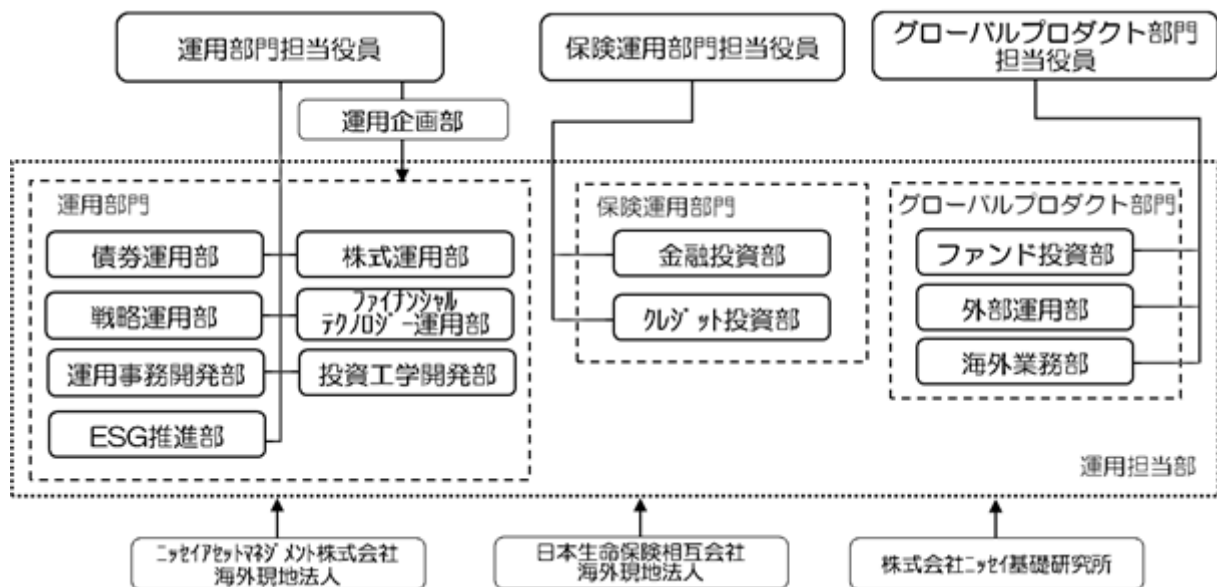 運用部門担当役員
保険運用部門担当役員
グローバルプロダクト部門
担当役員
運用企画部
運用部門
債券運用部
株式運用部
戦略運用部
ファイナンシャル
テクノロジー運用部
運用事務開発部
投資工学開発部
ESG推進部
保険運用部門
金融投資部
クレジット投資部
グローバルプロダクト部門
ファンド投資部
外部運用部
海外業務部
運用担当部
ニッセイアセットマネジメント株式会社
海外現地法人
日本生命保険相互会社
海外現地法人
株式会社ニッセイ基礎研究所